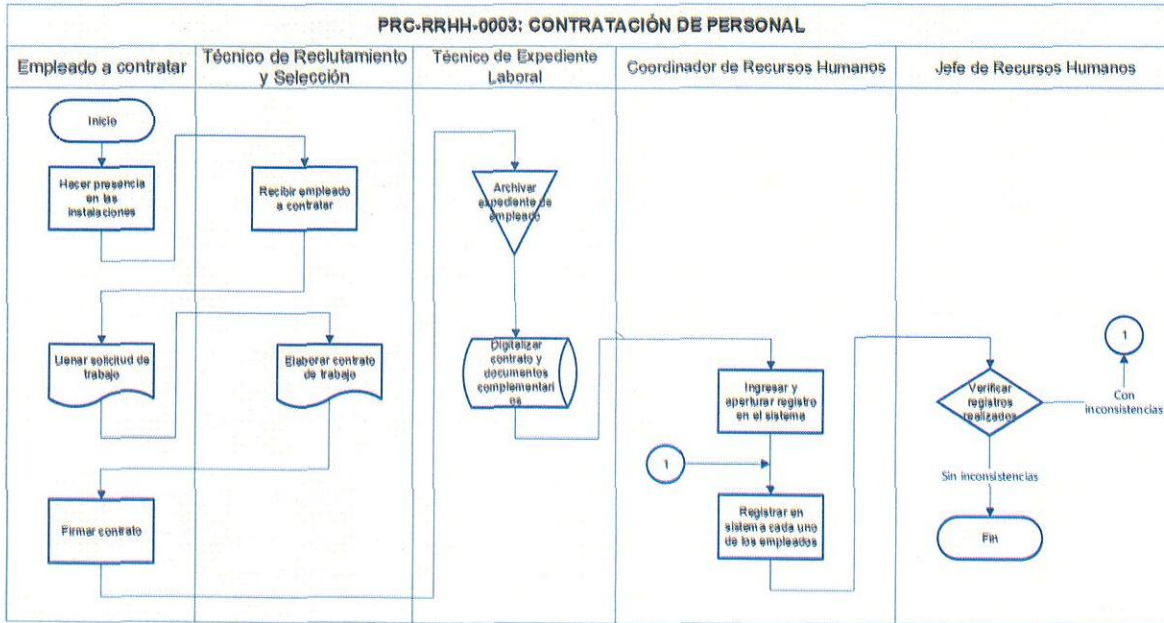 PRC-RRHH-0003: CONTRATACIÓN DE PERSONAL
Empleado a contratar
Técnico de Reclutamiento
y Selección
Técnico de Expediente
Laboral
Coordinador de Recursos Humanos
Jefe de Recursos Humanos
Inicio
Hacer presencia
en las
instalaciones
Recibir empleado
a contratar
Archivar
expediente de
empleado
Llenar solicitud de
trabajo
Elaborar contrato
de trabajo
Digitalizar
contrato y
documentos
complementari
os
Ingresar y
aperturar registro
en el sistema
1
Verificar
registros
realizados
Con
inconsistencias
1
Sin inconsistencias
Firmar contrato
Registrar en
sistema cada uno
de los empleados
Fin